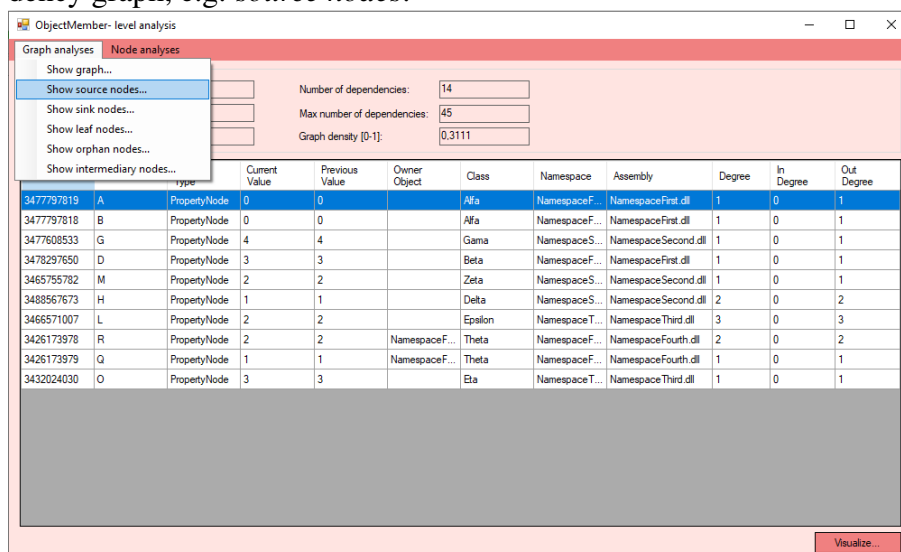 dency graph, e.g. source nodes.
ObjectMember- level analysis
Graph analyses Node analyses
Show graph...
Show source nodes... Number of dependencies: 14
Show sink nodes... Max number of dependencies: 45
Show leaf nodes... Graph density [0-1]: 0,3111
Show orphan nodes...
Show intermediary nodes...
Type Current Value Previous Value Owner Object Class Namespace Assembly Degree In Degree Out Degree
3477797819 A PropertyNode 0 0 Alfa NamespaceF... NamespaceFirst.dll 1 0 1
3477797818 B PropertyNode 0 0 Alfa NamespaceF... NamespaceFirst.dll 1 0 1
3477608533 G PropertyNode 4 4 Gama NamespaceS... NamespaceSecond.dll 1 0 1
3478297650 D PropertyNode 3 3 Beta NamespaceF... NamespaceFirst.dll 1 0 1
3465755782 M PropertyNode 2 2 Zeta NamespaceS... NamespaceSecond.dll 1 0 1
3488567673 H PropertyNode 1 1 Delta NamespaceS... NamespaceSecond.dll 2 0 2
3466571007 L PropertyNode 2 2 Epsilon NamespaceT... NamespaceThird.dll 3 0 3
3426173978 R PropertyNode 2 2 NamespaceF... Theta NamespaceF... NamespaceFourth.dll 2 0 2
3426173979 Q PropertyNode 1 1 NamespaceF... Theta NamespaceF... NamespaceFourth.dll 1 0 1
3432024030 O PropertyNode 3 3 Eta NamespaceT... NamespaceThird.dll 1 0 1
Visualize...